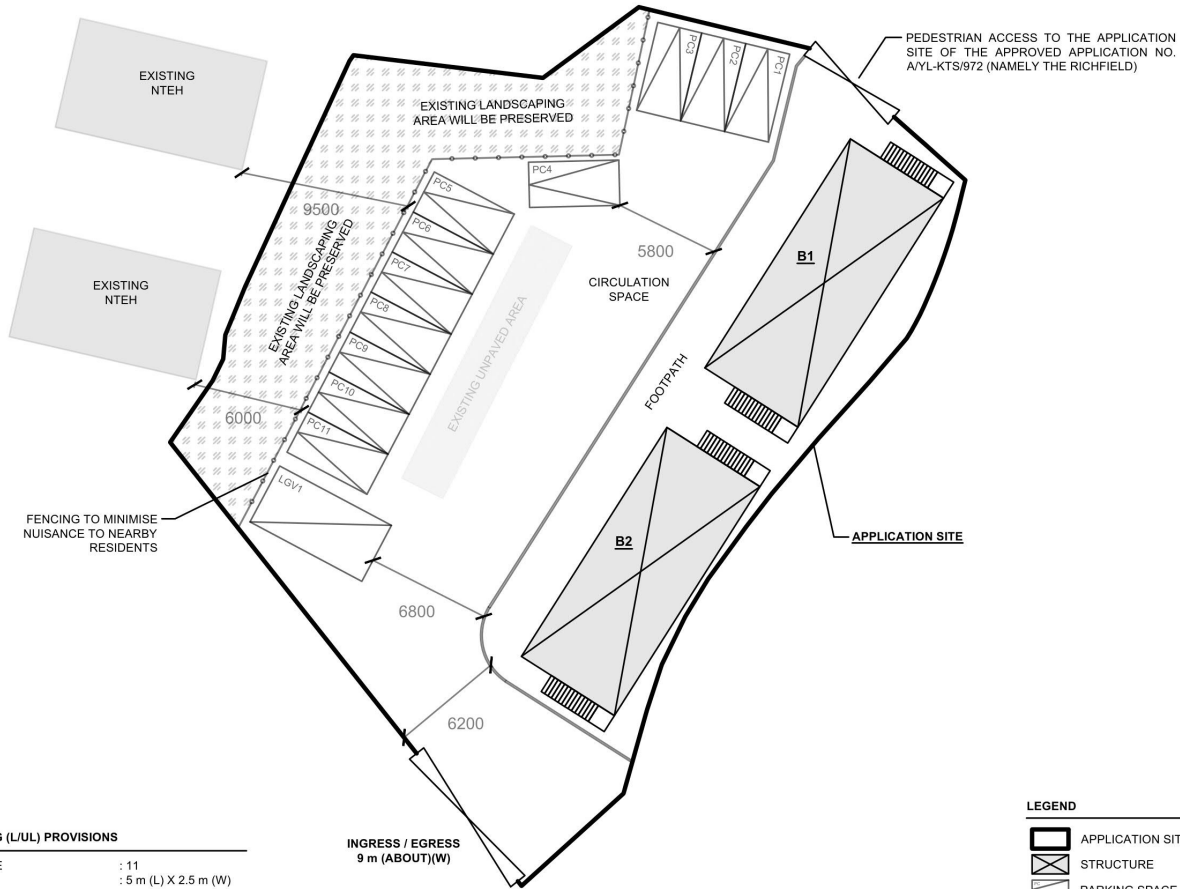 PEDESTRIAN ACCESS TO THE APPLICATION
SITE OF THE APPROVED APPLICATION NO.
A/YL-KTS/972 (NAMELY THE RICHFIELD)
EXISTING
NTEH
EXISTING LANDSCAPING
AREA WILL BE PRESERVED
PC3
PC2
PC1
PC4
9500
EXISTING LANDSCAPING
AREA WILL BE PRESERVED
PC5
PC6
PC7
PC8
PC9
PC10
PC11
LGV1
5800
CIRCULATION
SPACE
B1
EXISTING
NTEH
EXISTING UNPAVED AREA
FOOTPATH
6000
FENCING TO MINIMISE
NUISANCE TO NEARBY
RESIDENTS
B2
APPLICATION SITE
6800
6200
INGRESS / EGRESS
9 m (ABOUT)(W)
G (L/UL) PROVISIONS
E : 11
: 5 m (L) X 2.5 m (W)
LEGEND
APPLICATION SIT
STRUCTURE
PC
PARKING SPACE